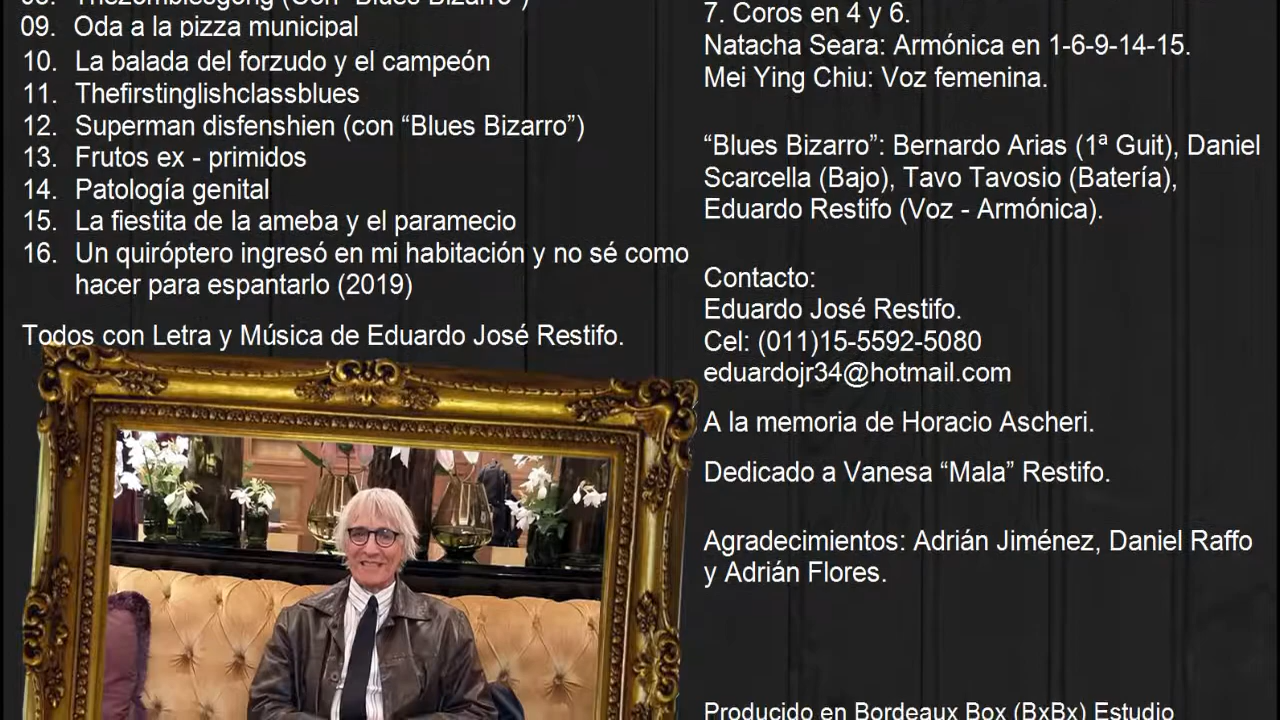 08. Thezombiesgong (Con “Blues Bizarro”)
09. Oda a la pizza municipal
10. La balada del forzudo y el campeón
11. Thefirstinglishclassblues
12. Superman disfenshien (con “Blues Bizarro”)
13. Frutos ex - primidos
14. Patología genital
15. La fiestita de la ameba y el paramecio
16. Un quiróptero ingresó en mi habitación y no sé como
hacer para espantarlo (2019)
Todos con Letra y Música de Eduardo José Restifo.
7. Coros en 4 y 6.
Natacha Seara: Armónica en 1-6-9-14-15.
Mei Ying Chiu: Voz femenina.
“Blues Bizarro”: Bernardo Arias (1ª Guit), Daniel
Scarcella (Bajo), Tavo Tavosio (Batería),
Eduardo Restifo (Voz - Armónica).
Contacto:
Eduardo José Restifo.
Cel: (011)15-5592-5080
eduardojr34@hotmail.com
A la memoria de Horacio Ascheri.
Dedicado a Vanesa “Mala” Restifo.
Agradecimientos: Adrián Jiménez, Daniel Raffo
y Adrián Flores.
Producido en Bordeaux Box (BxBx) Estudio